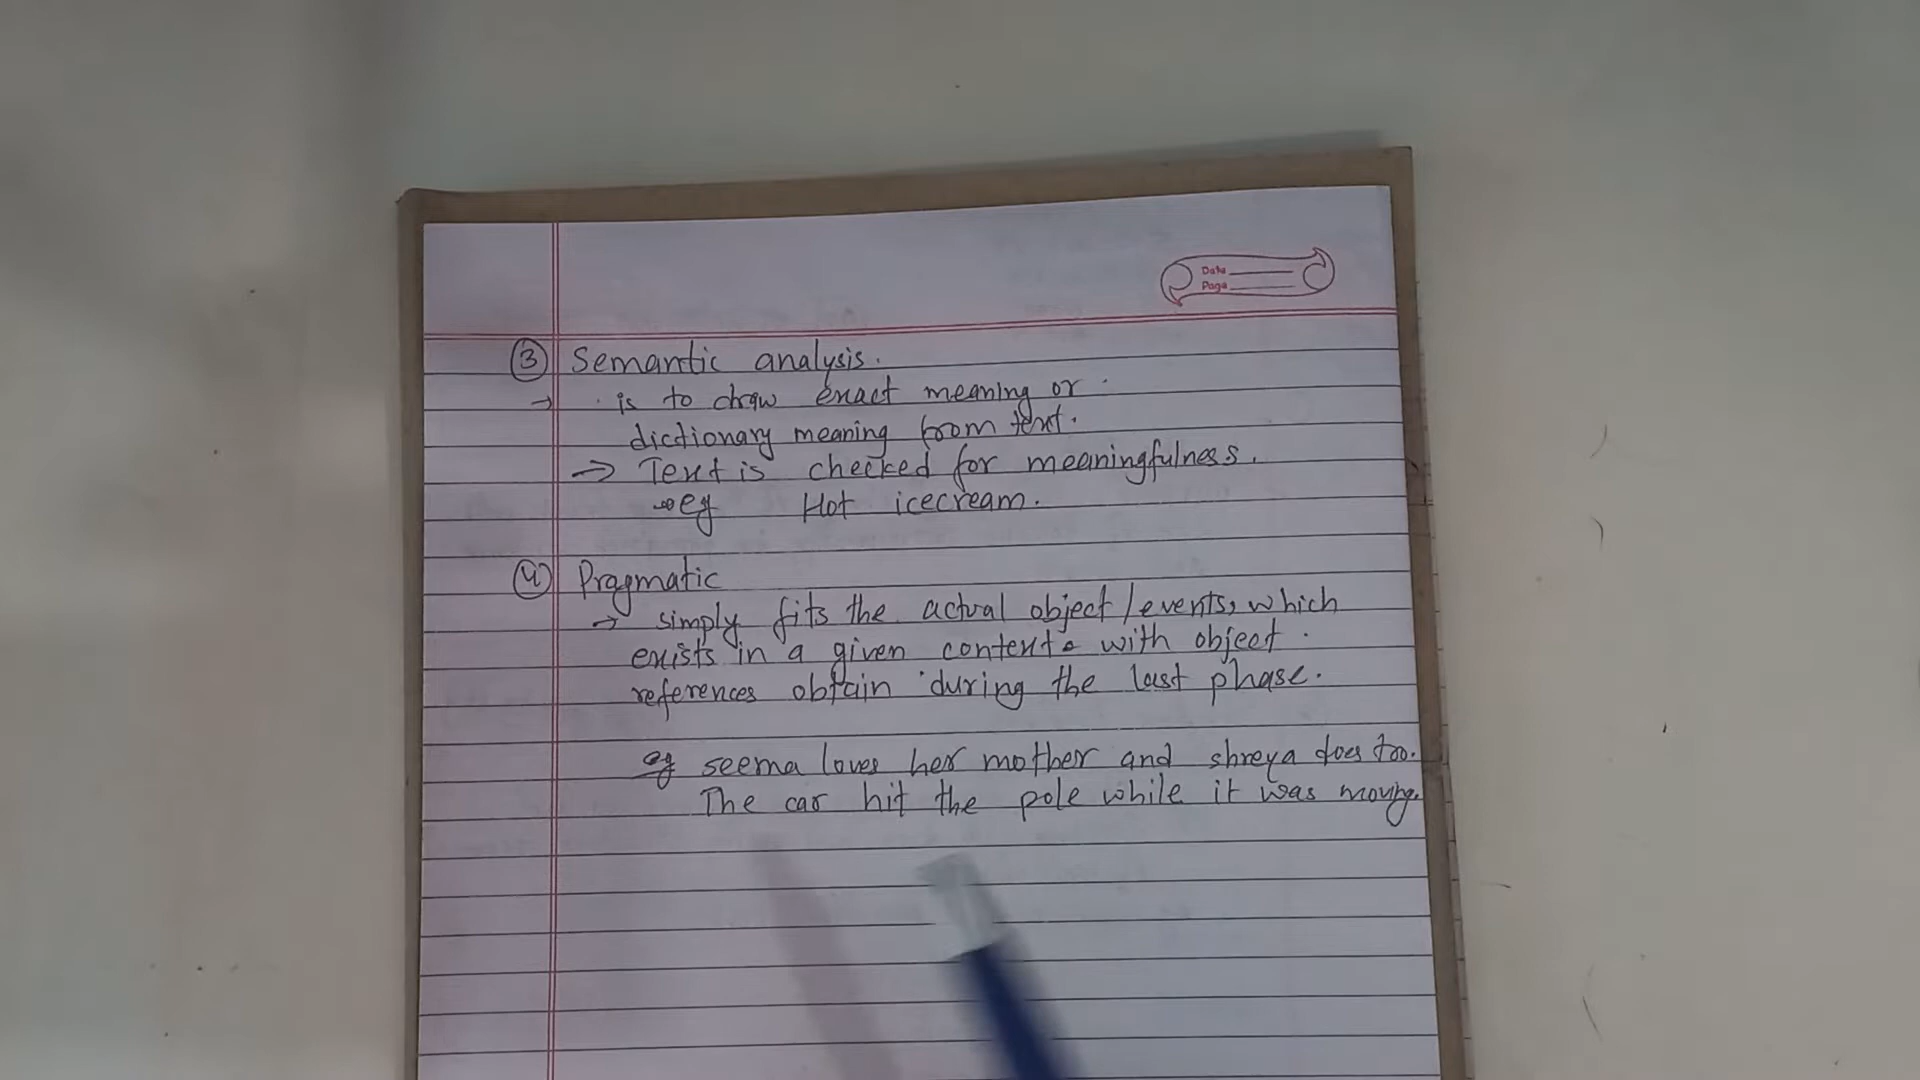 Date
Page
③ Semantic analysis.
→ is to draw exact meaning or
dictionary meaning from text.
→ Text is checked for meaningfulness.
eg Hot icecream.
④ Pragmatic
→ simply fits the actual object/events, which
exists in a given context with object
references obtain during the last phase.
eg seema loves her mother and shreya does too.
The car hit the pole while it was moving.